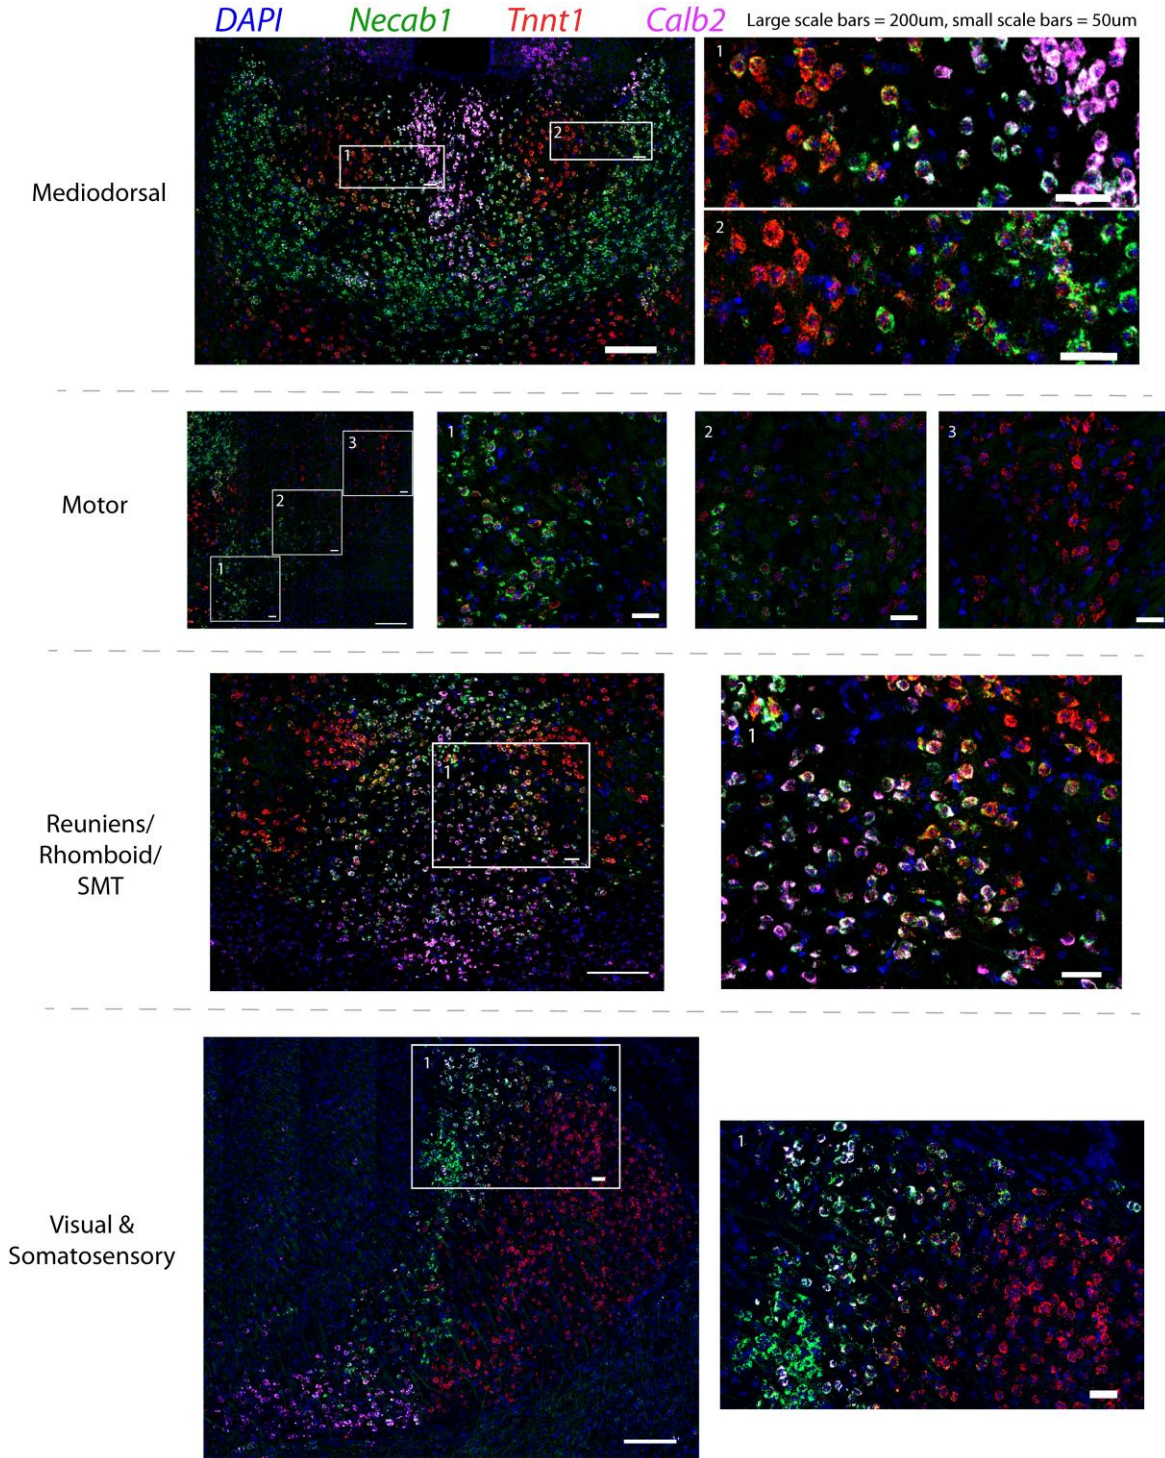 DAPI Necab1 Tnnt1 Calb2 Large scale bars = 200um, small scale bars = 50um
Mediodorsal
1
2
1
2
Motor
1
2
3
1
2
3
Reuniens/
Rhomboid/
SMT
1
2
1
Visual &
Somatosensory
1
1